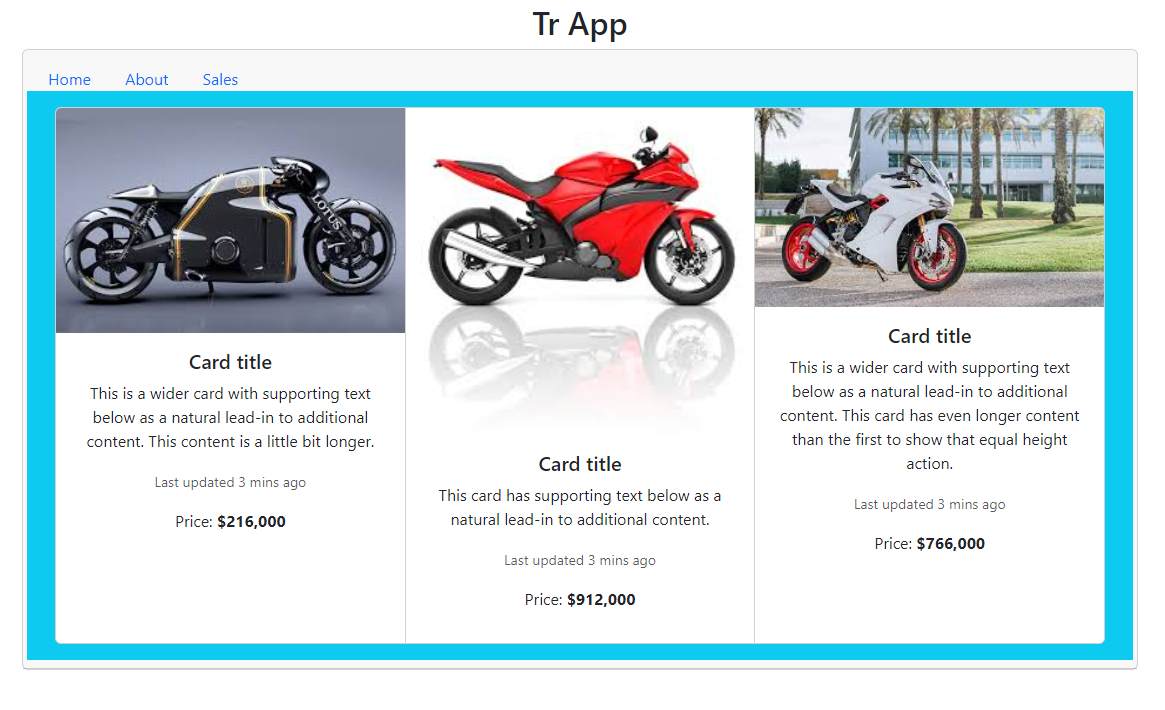 Tr App
Home About Sales
LOTUS
Card title
This is a wider card with supporting text
below as a natural lead-in to additional
content. This content is a little bit longer.
Last updated 3 mins ago
Price: $216,000
Card title
This card has supporting text below as a
natural lead-in to additional content.
Last updated 3 mins ago
Price: $912,000
Card title
This is a wider card with supporting text
below as a natural lead-in to additional
content. This card has even longer content
than the first to show that equal height
action.
Last updated 3 mins ago
Price: $766,000